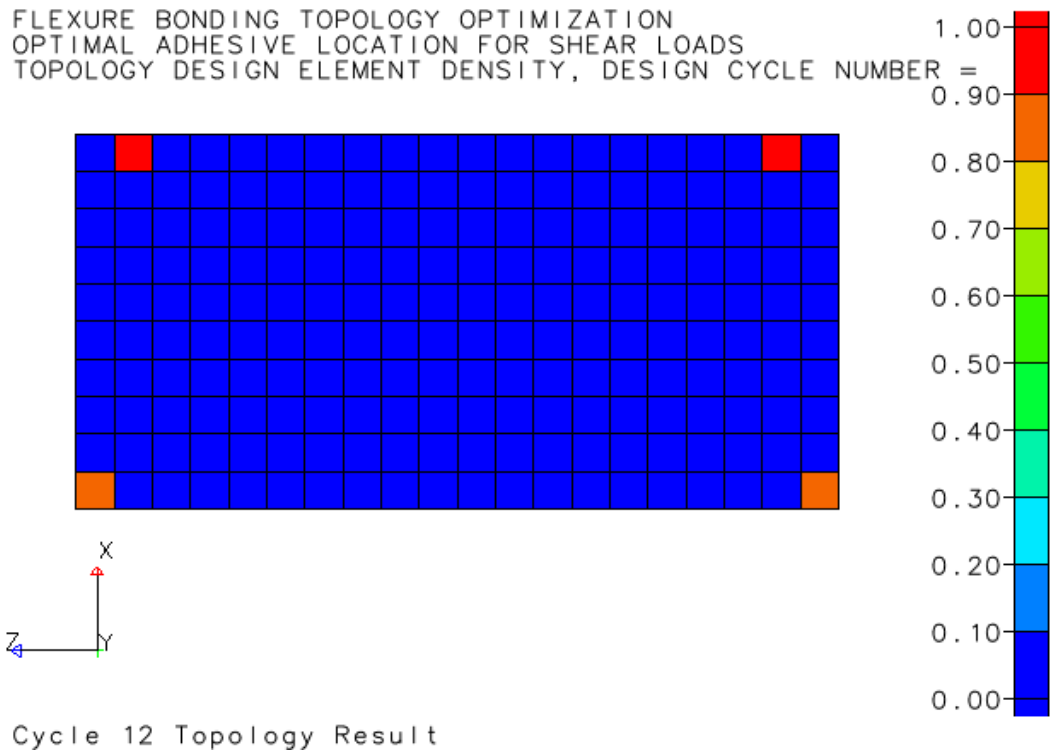 FLEXURE BONDING TOPOLOGY OPTIMIZATION
OPTIMAL ADHESIVE LOCATION FOR SHEAR LOADS
TOPOLOGY DESIGN ELEMENT DENSITY, DESIGN CYCLE NUMBER =
1.00
0.90
0.80
0.70
0.60
0.50
0.40
0.30
0.20
0.10
0.00
X
Z
Y
Cycle 12 Topology Result